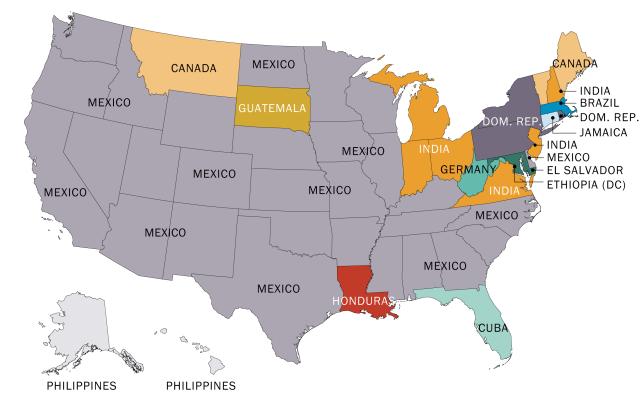 CANADA
MEXICO
CANADA
INDIA
GUATEMALA
MEXICO
BRAZIL
DOM. REP.
DOM. REP.
JAMAICA
MEXICO
INDIA
INDIA
MEXICO
GERMANY
EL SALVADOR
MEXICO
ETHIOPIA (DC)
MEXICO
MEXICO
INDIA
MEXICO
MEXICO
MEXICO
MEXICO
HONDURAS
CUBA
PHILIPPINES
PHILIPPINES